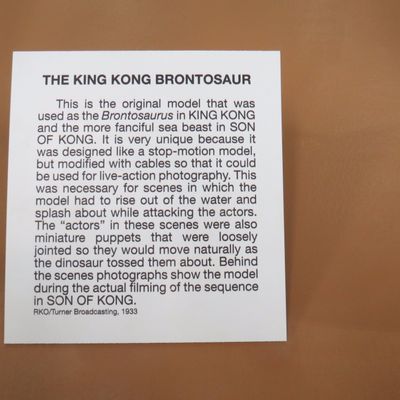 THE KING KONG BRONTOSAUR
This is the original model that was
used as the Brontosaurus in KING KONG
and the more fanciful sea beast in SON
OF KONG. It is very unique because it
was designed like a stop-motion model,
but modified with cables so that it could
be used for live-action photography. This
was necessary for scenes in which the
model had to rise out of the water and
splash about while attacking the actors.
The “actors” in these scenes were also
miniature puppets that were loosely
jointed so they would move naturally as
the dinosaur tossed them about. Behind
the scenes photographs show the model
during the actual filming of the sequence
in SON OF KONG.
RKO/Turner Broadcasting, 1933